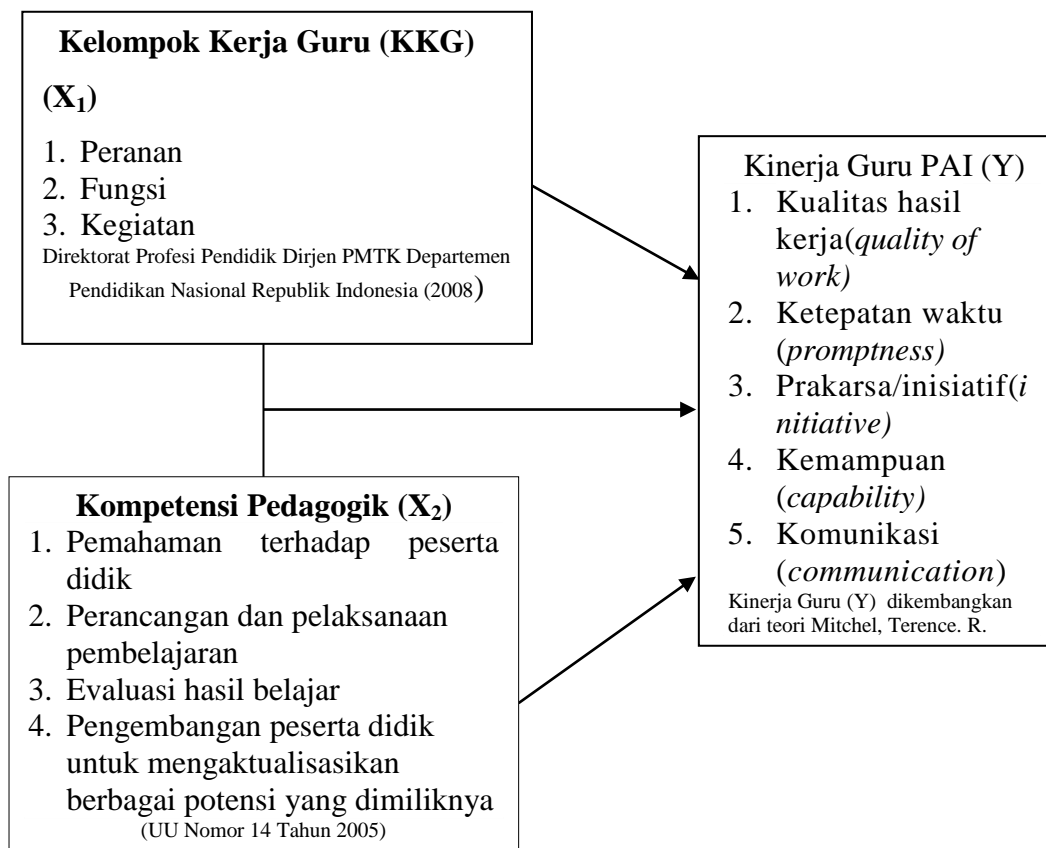 Kelompok Kerja Guru (KKG)
(X₁)
1. Peranan
2. Fungsi
3. Kegiatan
Direktorat Profesi Pendidik Dirjen PMTK Departemen
Pendidikan Nasional Republik Indonesia (2008)
Kompetensi Pedagogik (X₂)
1. Pemahaman terhadap peserta
didik
2. Perancangan dan pelaksanaan
pembelajaran
3. Evaluasi hasil belajar
4. Pengembangan peserta didik
untuk mengaktualisasikan
berbagai potensi yang dimiliknya
(UU Nomor 14 Tahun 2005)
Kinerja Guru PAI (Y)
1. Kualitas hasil
kerja(quality of
work)
2. Ketepatan waktu
(promptness)
3. Prakarsa/inisiatif(i
nitiative)
4. Kemampuan
(capability)
5. Komunikasi
(communication)
Kinerja Guru (Y) dikembangkan
dari teori Mitchel, Terence. R.